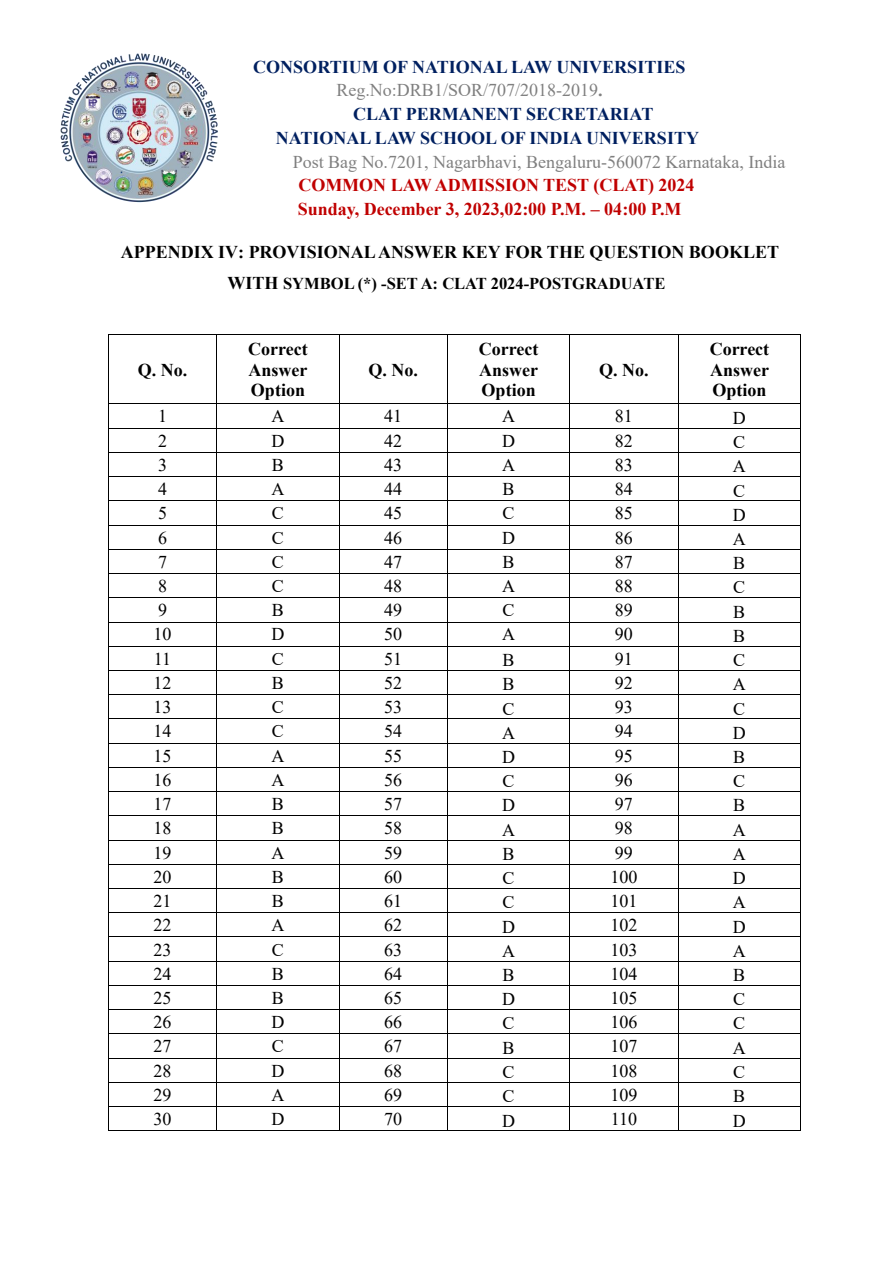 CONSORTIUM OF NATIONAL LAW UNIVERSITIES, BENGALURU
CONSORTIUM OF NATIONAL LAW UNIVERSITIES
Reg.No:DRB1/SOR/707/2018-2019.
CLAT PERMANENT SECRETARIAT
NATIONAL LAW SCHOOL OF INDIA UNIVERSITY
Post Bag No.7201, Nagarbhavi, Bengaluru-560072 Karnataka, India
COMMON LAW ADMISSION TEST (CLAT) 2024
Sunday, December 3, 2023,02:00 P.M. – 04:00 P.M
APPENDIX IV: PROVISIONAL ANSWER KEY FOR THE QUESTION BOOKLET
WITH SYMBOL (*) -SET A: CLAT 2024-POSTGRADUATE
Q. No. Correct Answer Option Q. No. Correct Answer Option Q. No. Correct Answer Option
1 A 41 A 81 D
2 D 42 D 82 C
3 B 43 A 83 A
4 A 44 B 84 C
5 C 45 C 85 D
6 C 46 D 86 A
7 C 47 B 87 B
8 C 48 A 88 C
9 B 49 C 89 B
10 D 50 A 90 B
11 C 51 B 91 C
12 B 52 B 92 A
13 C 53 C 93 C
14 C 54 A 94 D
15 A 55 D 95 B
16 A 56 C 96 C
17 B 57 D 97 B
18 B 58 A 98 A
19 A 59 B 99 A
20 B 60 C 100 D
21 B 61 C 101 A
22 A 62 D 102 D
23 C 63 A 103 A
24 B 64 B 104 B
25 B 65 D 105 C
26 D 66 C 106 C
27 C 67 B 107 A
28 D 68 C 108 C
29 A 69 C 109 B
30 D 70 D 110 D